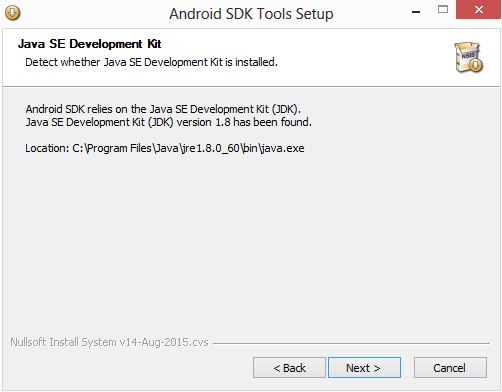 Android SDK Tools Setup
Java SE Development Kit
Detect whether Java SE Development Kit is installed.
Android SDK relies on the Java SE Development Kit (JDK).
Java SE Development Kit (JDK) version 1.8 has been found.
Location: C:\Program Files\Java\jre1.8.0_60\bin\java.exe
Nullsoft Install System v14-Aug-2015.cvs
< Back
Next >
Cancel